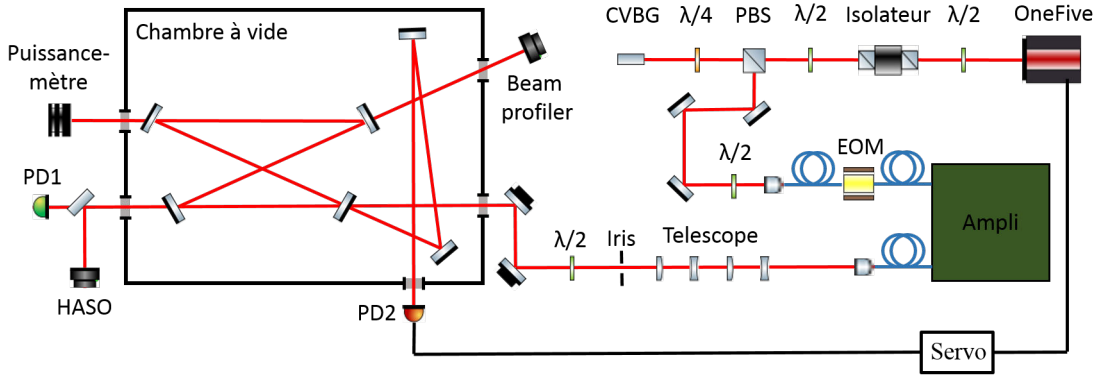 Chambre à vide
Puissance-
mètre
Beam
profiler
CVBG
λ/4
PBS
λ/2
Isolateur
λ/2
OneFive
PD1
HASO
λ/2
EOM
Ampli
λ/2
Iris
Telescope
PD2
Servo